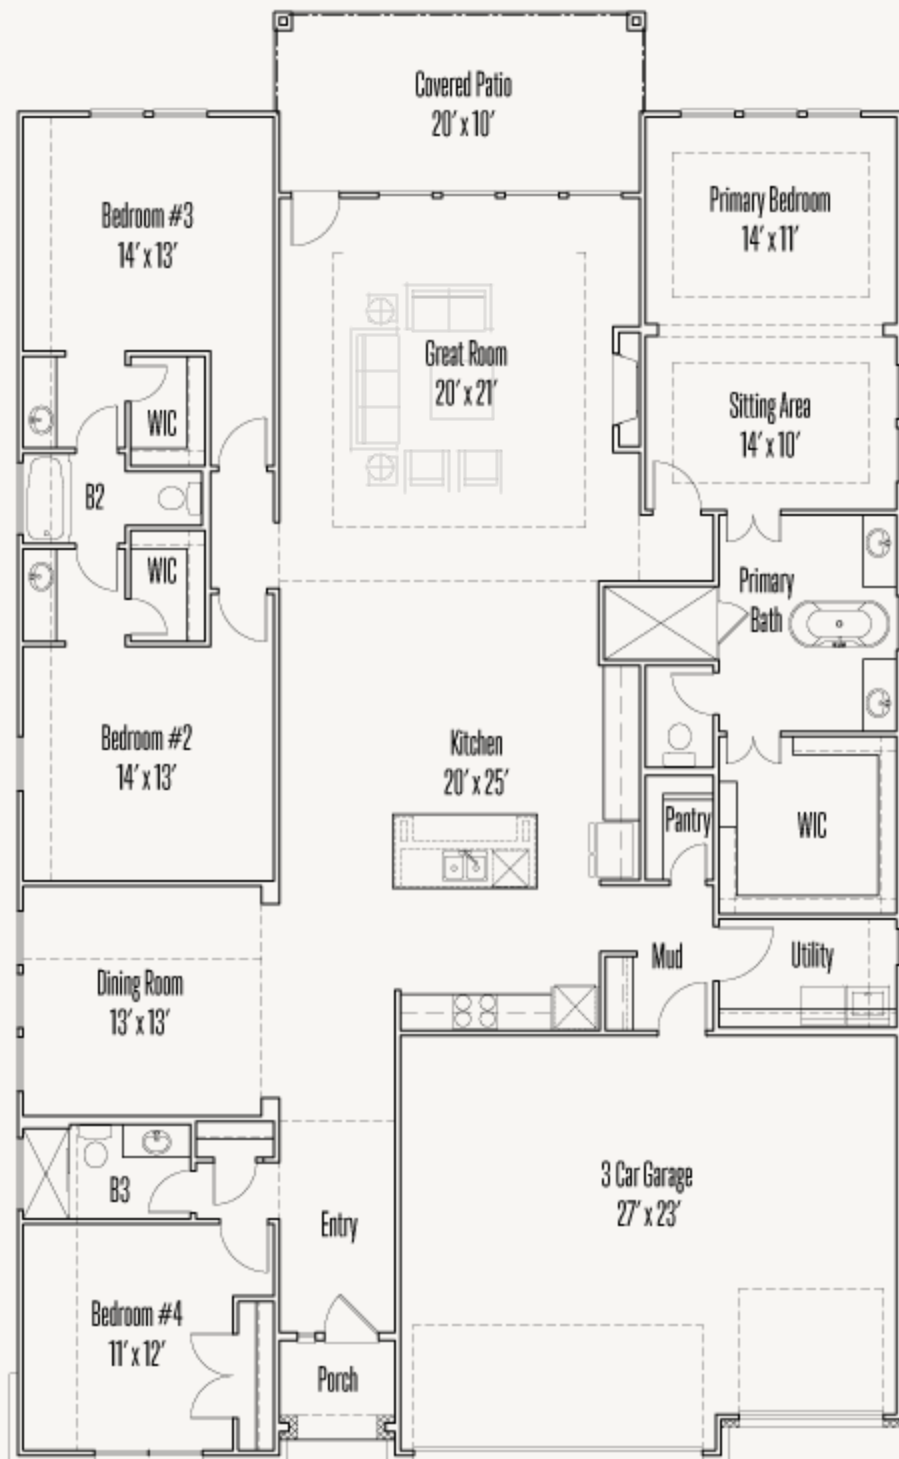 Covered Patio
20' x 10'
Bedroom #3
14' x 13'
Primary Bedroom
14' x 11'
Great Room
20' x 21'
Sitting Area
14' x 10'
WIC
B2
WIC
Primary
Bath
Bedroom #2
14' x 13'
Kitchen
20' x 25'
Pantry
WIC
Dining Room
13' x 13'
Mud
Utility
B3
Entry
3 Car Garage
27' x 23'
Bedroom #4
11' x 12'
Porch